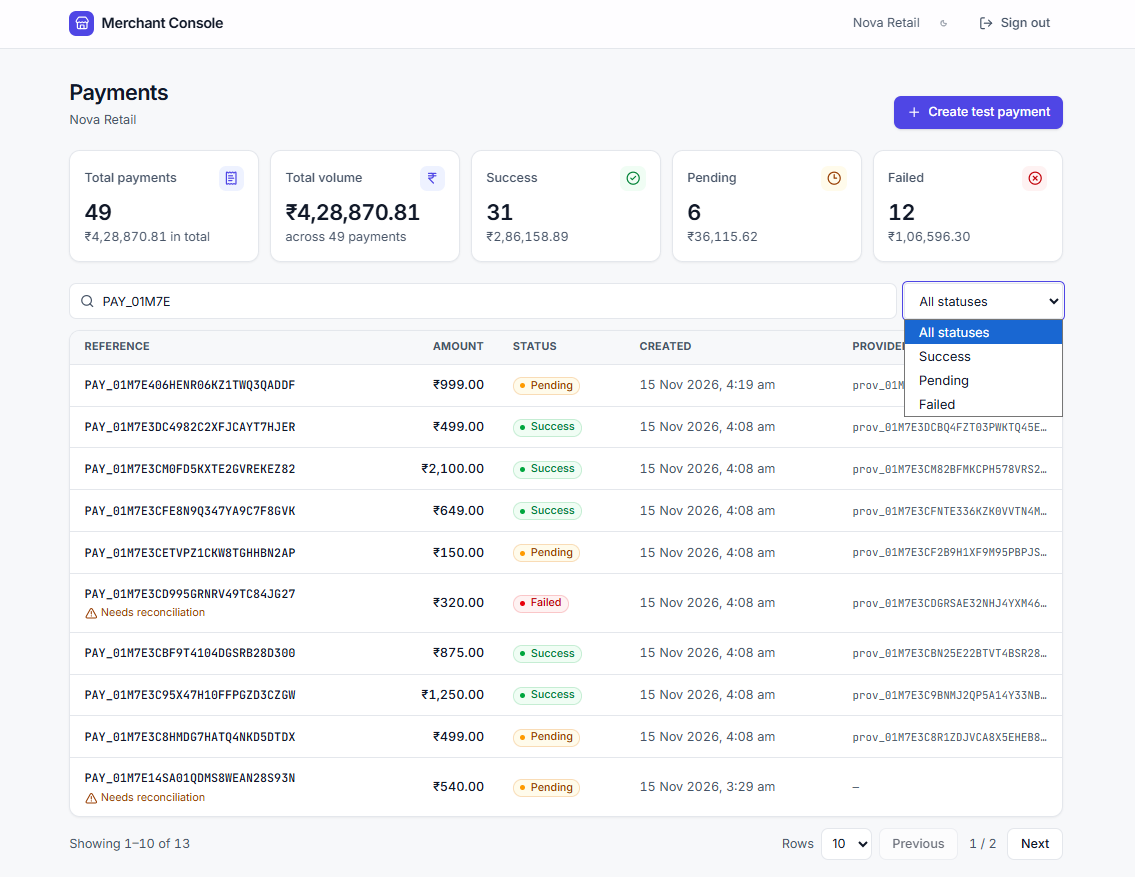 Merchant Console
Nova Retail
Sign out
Payments
Nova Retail
+ Create test payment
Total payments
49
₹4,28,870.81 in total
Total volume
₹
₹4,28,870.81
across 49 payments
Success
31
₹2,86,158.89
Pending
6
₹36,115.62
Failed
12
₹1,06,596.30
PAY_01M7E
All statuses
All statuses
Success
Pending
Failed
REFERENCE AMOUNT STATUS CREATED PROVIDE
PAY_01M7E406HENR06KZ1TWQ3QADDF ₹999.00 Pending 15 Nov 2026, 4:19 am prov_01M
PAY_01M7E3DC4982C2XFJCAYT7HJER ₹499.00 Success 15 Nov 2026, 4:08 am prov_01M7E3DCBQ4FZT03PWKTQ45E…
PAY_01M7E3CM0FD5KXTE2GVREKEZ82 ₹2,100.00 Success 15 Nov 2026, 4:08 am prov_01M7E3CM82BFMKCPH578VRS2…
PAY_01M7E3CFE8N9Q347YA9C7F8GVK ₹649.00 Success 15 Nov 2026, 4:08 am prov_01M7E3CFNTE336KZK0VVTN4M…
PAY_01M7E3CETVPZ1CKW8TGHHBN2AP ₹150.00 Pending 15 Nov 2026, 4:08 am prov_01M7E3CF2B9H1XF9M95PBPJS…
PAY_01M7E3CD995GRNRV49TC84JG27 ₹320.00 Failed 15 Nov 2026, 4:08 am prov_01M7E3CDGRSAE32NHJ4YXM46…
Needs reconciliation
PAY_01M7E3CBF9T4104DGSRB28D300 ₹875.00 Success 15 Nov 2026, 4:08 am prov_01M7E3CBN25E22BTVT4BSR28…
PAY_01M7E3C95X47H10FFPGZD3CZGW ₹1,250.00 Success 15 Nov 2026, 4:08 am prov_01M7E3C9BNMJ2QP5A14Y33NB…
PAY_01M7E3C8HMDG7HATQ4NKD5DTDX ₹499.00 Pending 15 Nov 2026, 4:08 am prov_01M7E3C8R1ZDJVCA8X5EHEB8…
PAY_01M7E14SA01QDMS8WEAN28S93N ₹540.00 Pending 15 Nov 2026, 3:29 am –
Needs reconciliation
Showing 1–10 of 13
Rows 10 Previous 1 / 2 Next